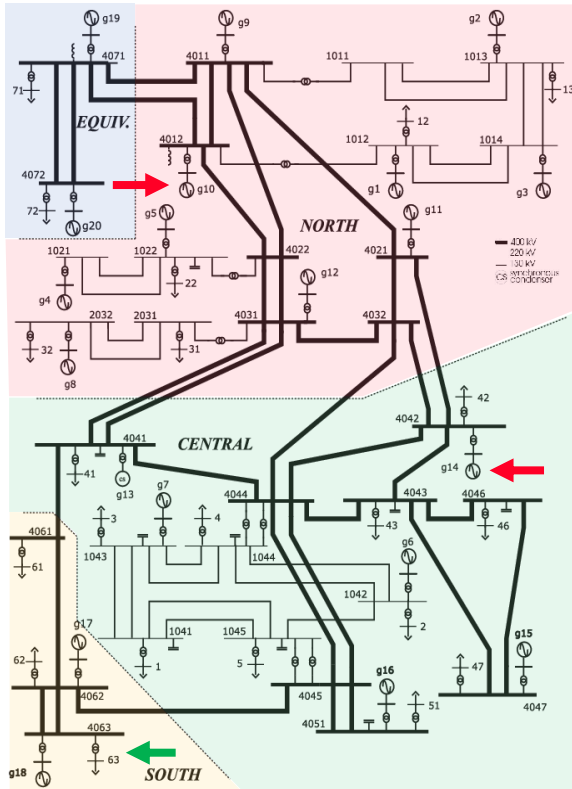 g19
g9
g2
4071
4011
1011
1013
71
13
EQUIV.
4012
12
1012
1014
4072
g10
g1
g3
72
g20
g5
NORTH
g11
1021
1022
4022
4021
400 kV
220 kV
130 kV
CS synchronous
condenser
g4
22
g12
2032
2031
4031
4032
32
g8
31
42
4042
4041
CENTRAL
g14
41
CS
g13
g7
4044
4043
4046
3
4
43
46
4061
g6
1043
1044
61
1042
g17
1041
1045
2
g15
62
1
5
g16
47
4062
4045
51
4063
4051
4047
63
g18
SOUTH